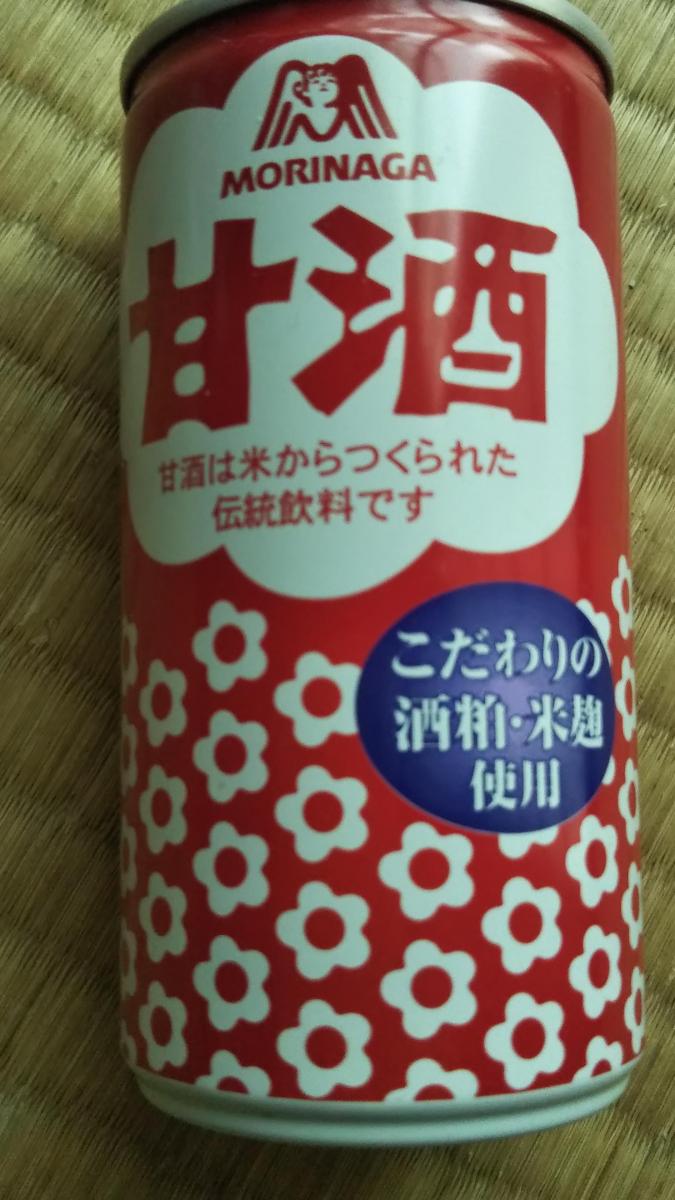 MORINAGA
甘酒
甘酒は米からつくられた
伝統飲料です
こだわりの
酒粕・米麹
使用